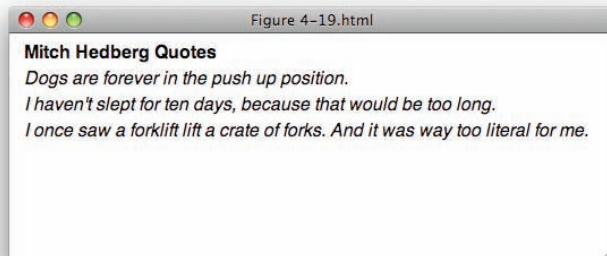 Figure 4-19.html
Mitch Hedberg Quotes
Dogs are forever in the push up position.
I haven't slept for ten days, because that would be too long.
I once saw a forklift lift a crate of forks. And it was way too literal for me.